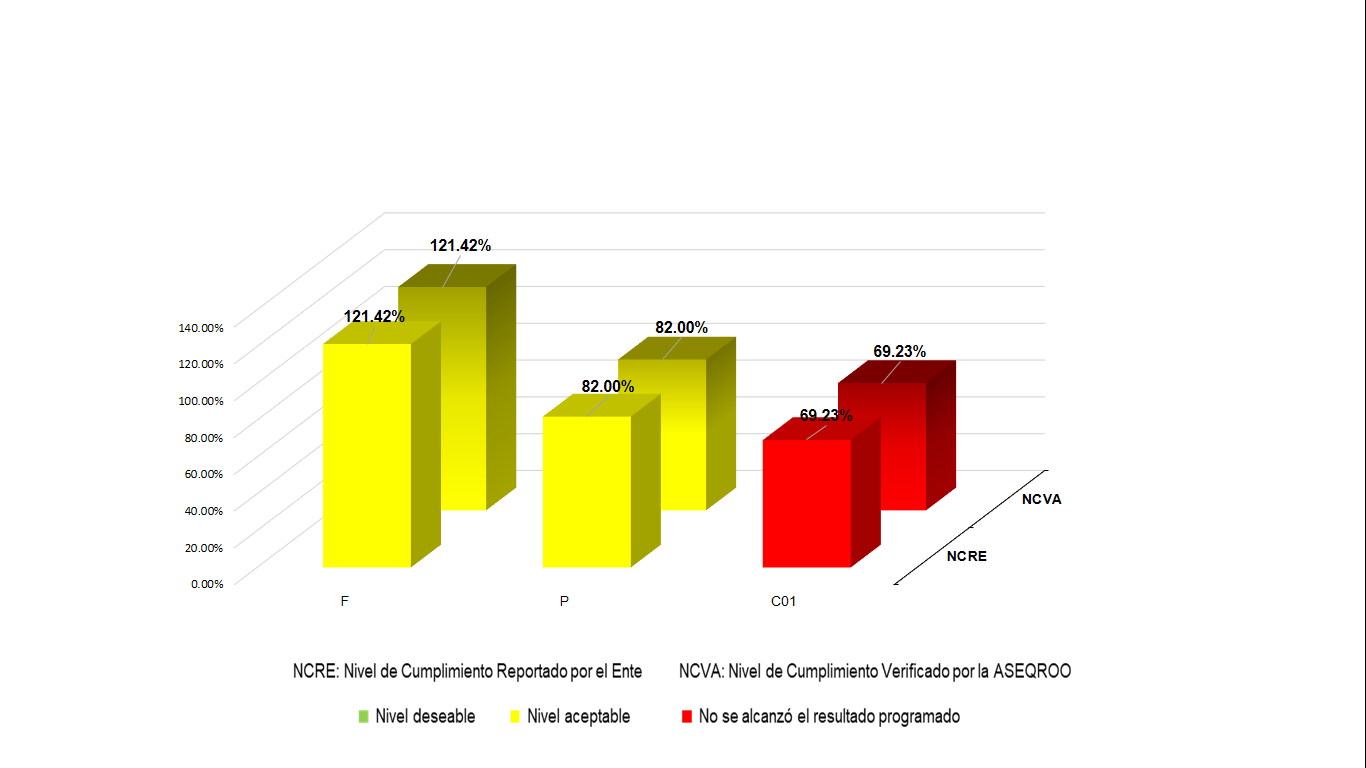 121.42%
121.42%
82.00%
82.00%
69.23%
69.23%
140.00%
120.00%
100.00%
80.00%
60.00%
40.00%
20.00%
0.00%
NCVA
NCRE
F P C01
NCRE: Nivel de Cumplimiento Reportado por el Ente NCVA: Nivel de Cumplimiento Verificado por la ASEQROO
Nivel deseable Nivel aceptable No se alcanzó el resultado programado